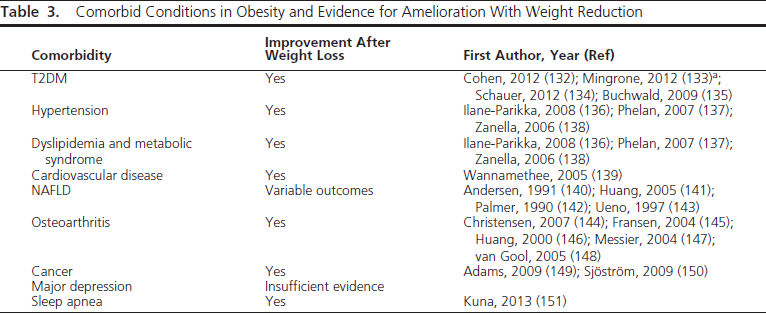 Table 3. Comorbid Conditions in Obesity and Evidence for Amelioration With Weight Reduction
Comorbidity Improvement After Weight Loss First Author, Year (Ref)
T2DM Yes Cohen, 2012 (132); Mingrone, 2012 (133)a;
Schauer, 2012 (134); Buchwald, 2009 (135)
Hypertension Yes Ilane-Parikka, 2008 (136); Phelan, 2007 (137);
Zanella, 2006 (138)
Dyslipidemia and metabolic Yes Ilane-Parikka, 2008 (136); Phelan, 2007 (137);
syndrome Zanella, 2006 (138)
Cardiovascular disease Yes Wannamethee, 2005 (139)
NAFLD Variable outcomes Andersen, 1991 (140); Huang, 2005 (141);
Palmer, 1990 (142); Ueno, 1997 (143)
Osteoarthritis Yes Christensen, 2007 (144); Fransen, 2004 (145);
Huang, 2000 (146); Messier, 2004 (147);
van Gool, 2005 (148)
Cancer Yes Adams, 2009 (149); Sjöström, 2009 (150)
Major depression Insufficient evidence
Sleep apnea Yes Kuna, 2013 (151)